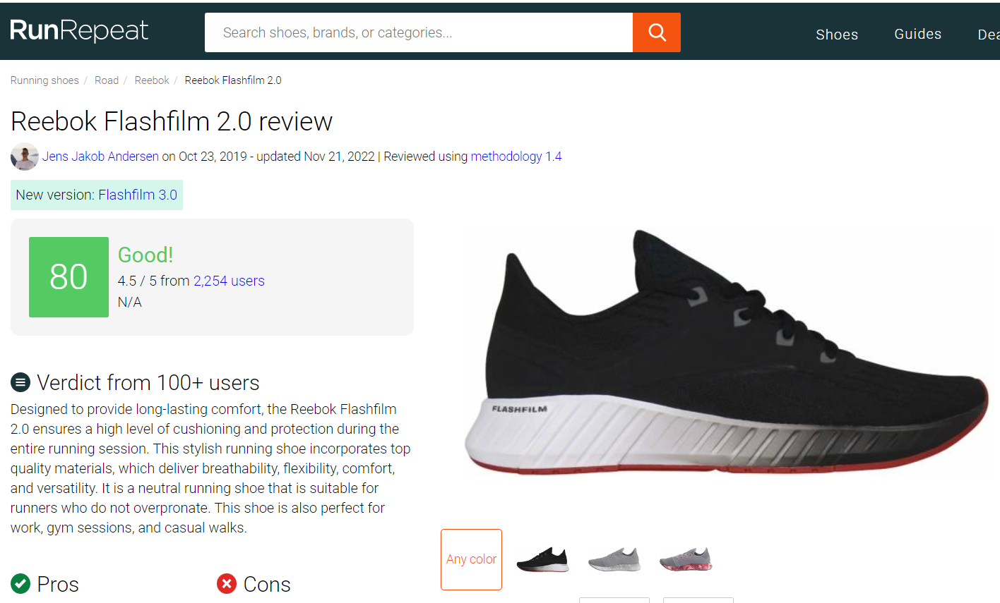 RunRepeat
Search shoes, brands, or categories...
Shoes
Guides
Running shoes / Road / Reebok / Reebok Flashfilm 2.0
Reebok Flashfilm 2.0 review
Jens Jakob Andersen on Oct 23, 2019 - updated Nov 21, 2022 | Reviewed using methodology 1.4
New version: Flashfilm 3.0
80
Good!
4.5 / 5 from 2,254 users
N/A
FLASHFILM
Verdict from 100+ users
Designed to provide long-lasting comfort, the Reebok Flashfilm
2.0 ensures a high level of cushioning and protection during the
entire running session. This stylish running shoe incorporates top
quality materials, which deliver breathability, flexibility, comfort,
and versatility. It is a neutral running shoe that is suitable for
runners who do not overpronate. This shoe is also perfect for
work, gym sessions, and casual walks.
Any color
Pros
Cons